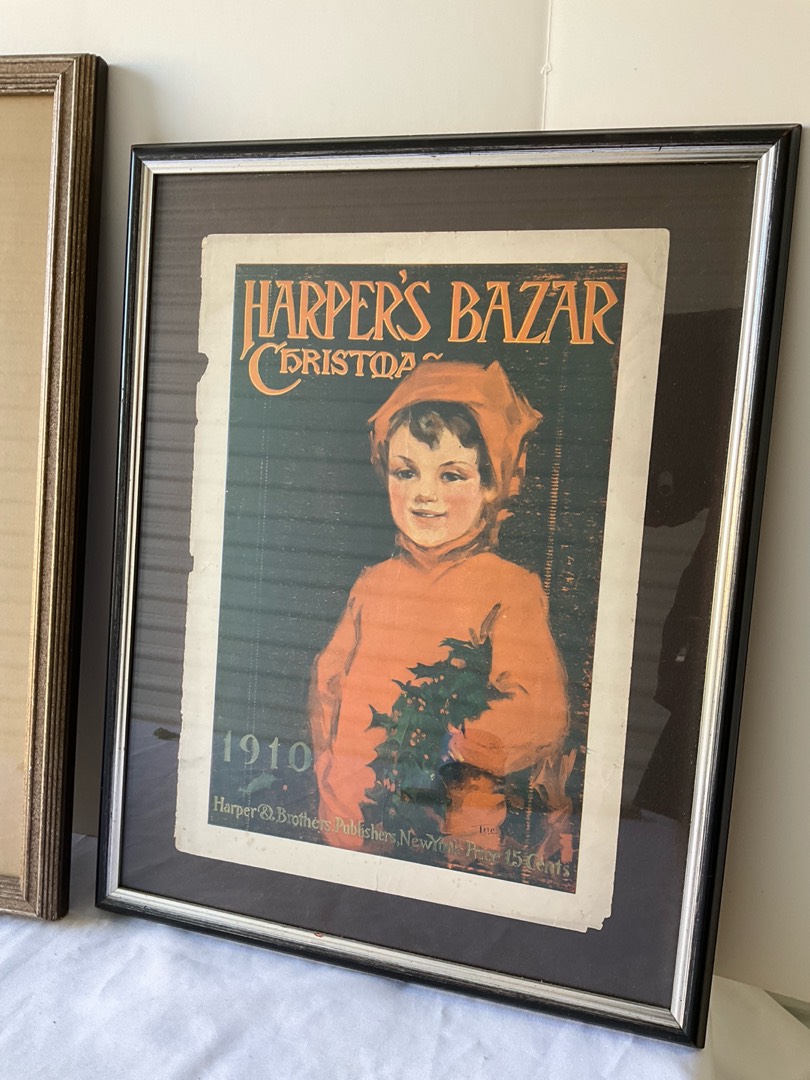 HARPER'S BAZAR
CHRISTMAS
1910
Harper & Brothers, Publishers, New York Price 15 Cents